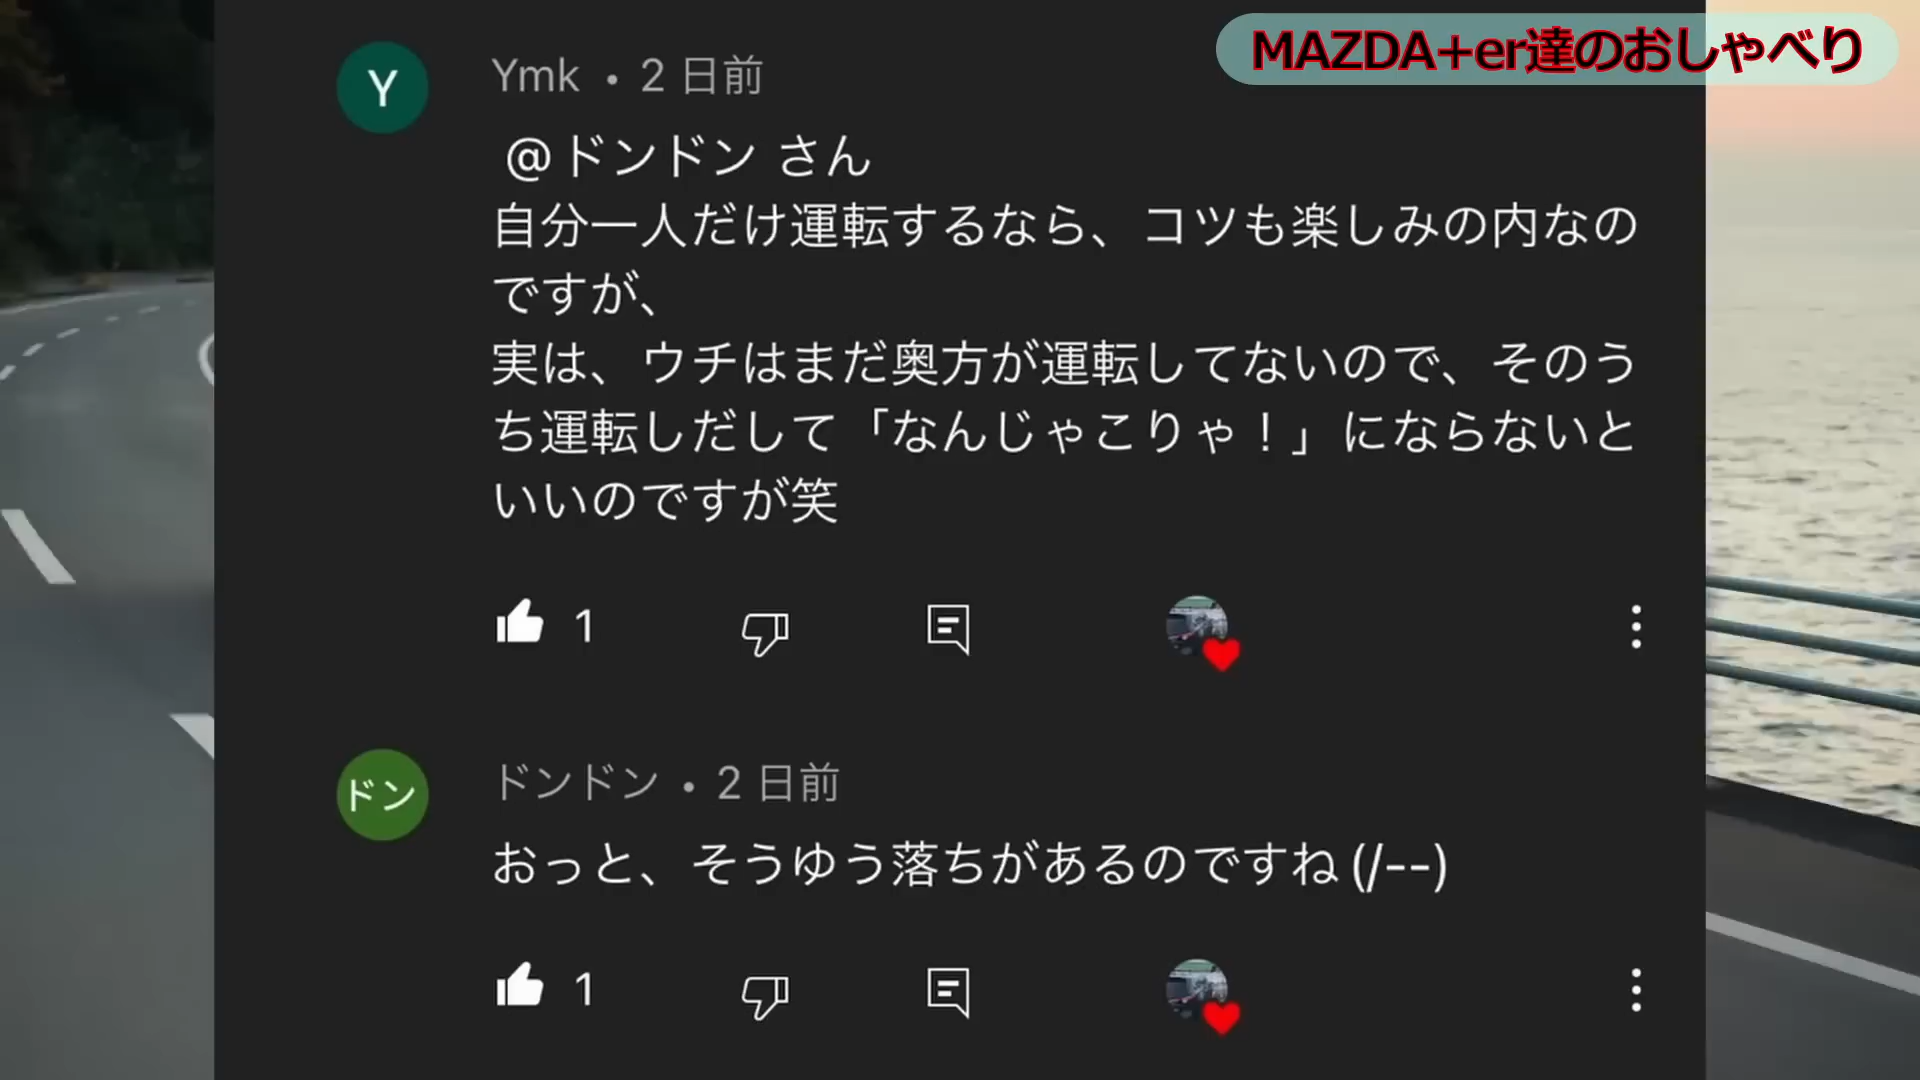 MAZDA+er達のおしゃべり
Y
Ymk • 2 日前
@ドンドン さん
自分一人だけ運転するなら、コツも楽しみの内なの
ですが、
実は、ウチはまだ奥方が運転してないので、そのう
ち運転しだして「なんじゃこりゃ！」にならないと
いいのですが笑
1
ドン
ドンドン • 2 日前
おっと、そうゆう落ちがあるのですね(/--)
1